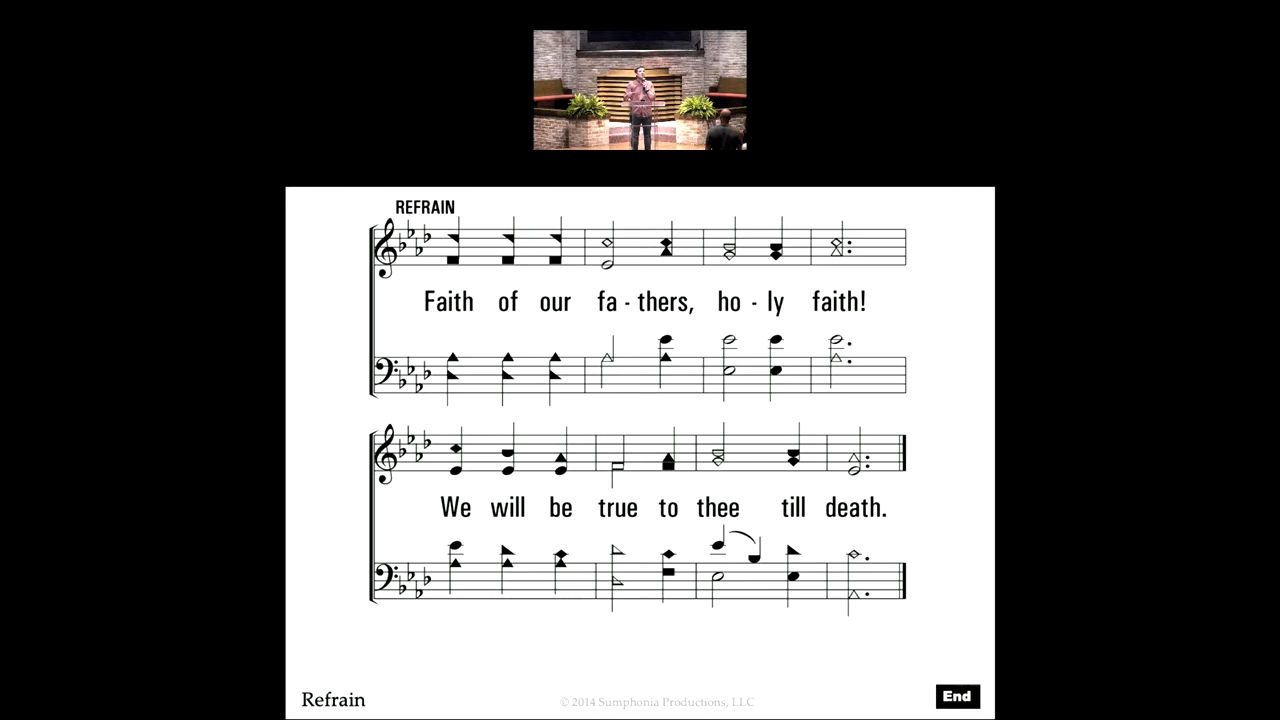 REFRAIN
Faith of our fa - thers, ho - ly faith!
We will be true to thee till death.
Refrain
© 2014 Sumphonia Productions, LLC
End